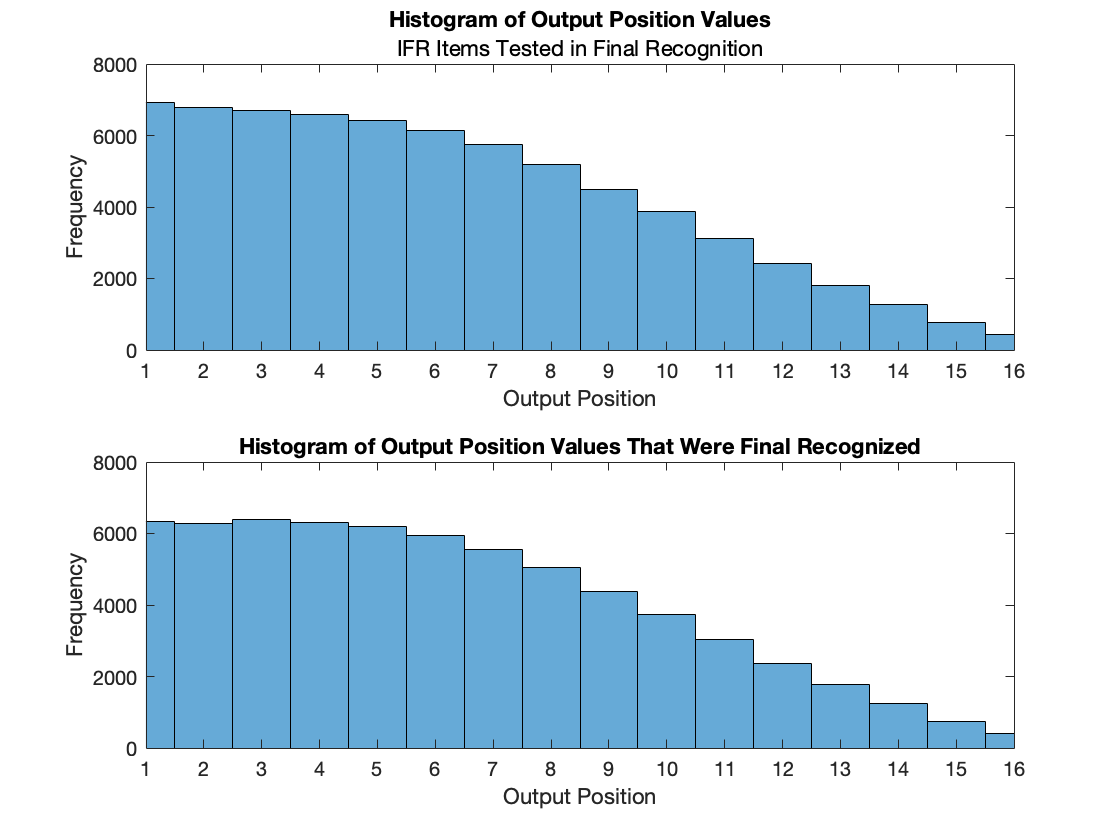 Histogram of Output Position Values
IFR Items Tested in Final Recognition
8000
6000
4000
2000
0
Frequency
1 2 3 4 5 6 7 8 9 10 11 12 13 14 15 16
Output Position
Histogram of Output Position Values That Were Final Recognized
8000
6000
4000
2000
0
Frequency
1 2 3 4 5 6 7 8 9 10 11 12 13 14 15 16
Output Position